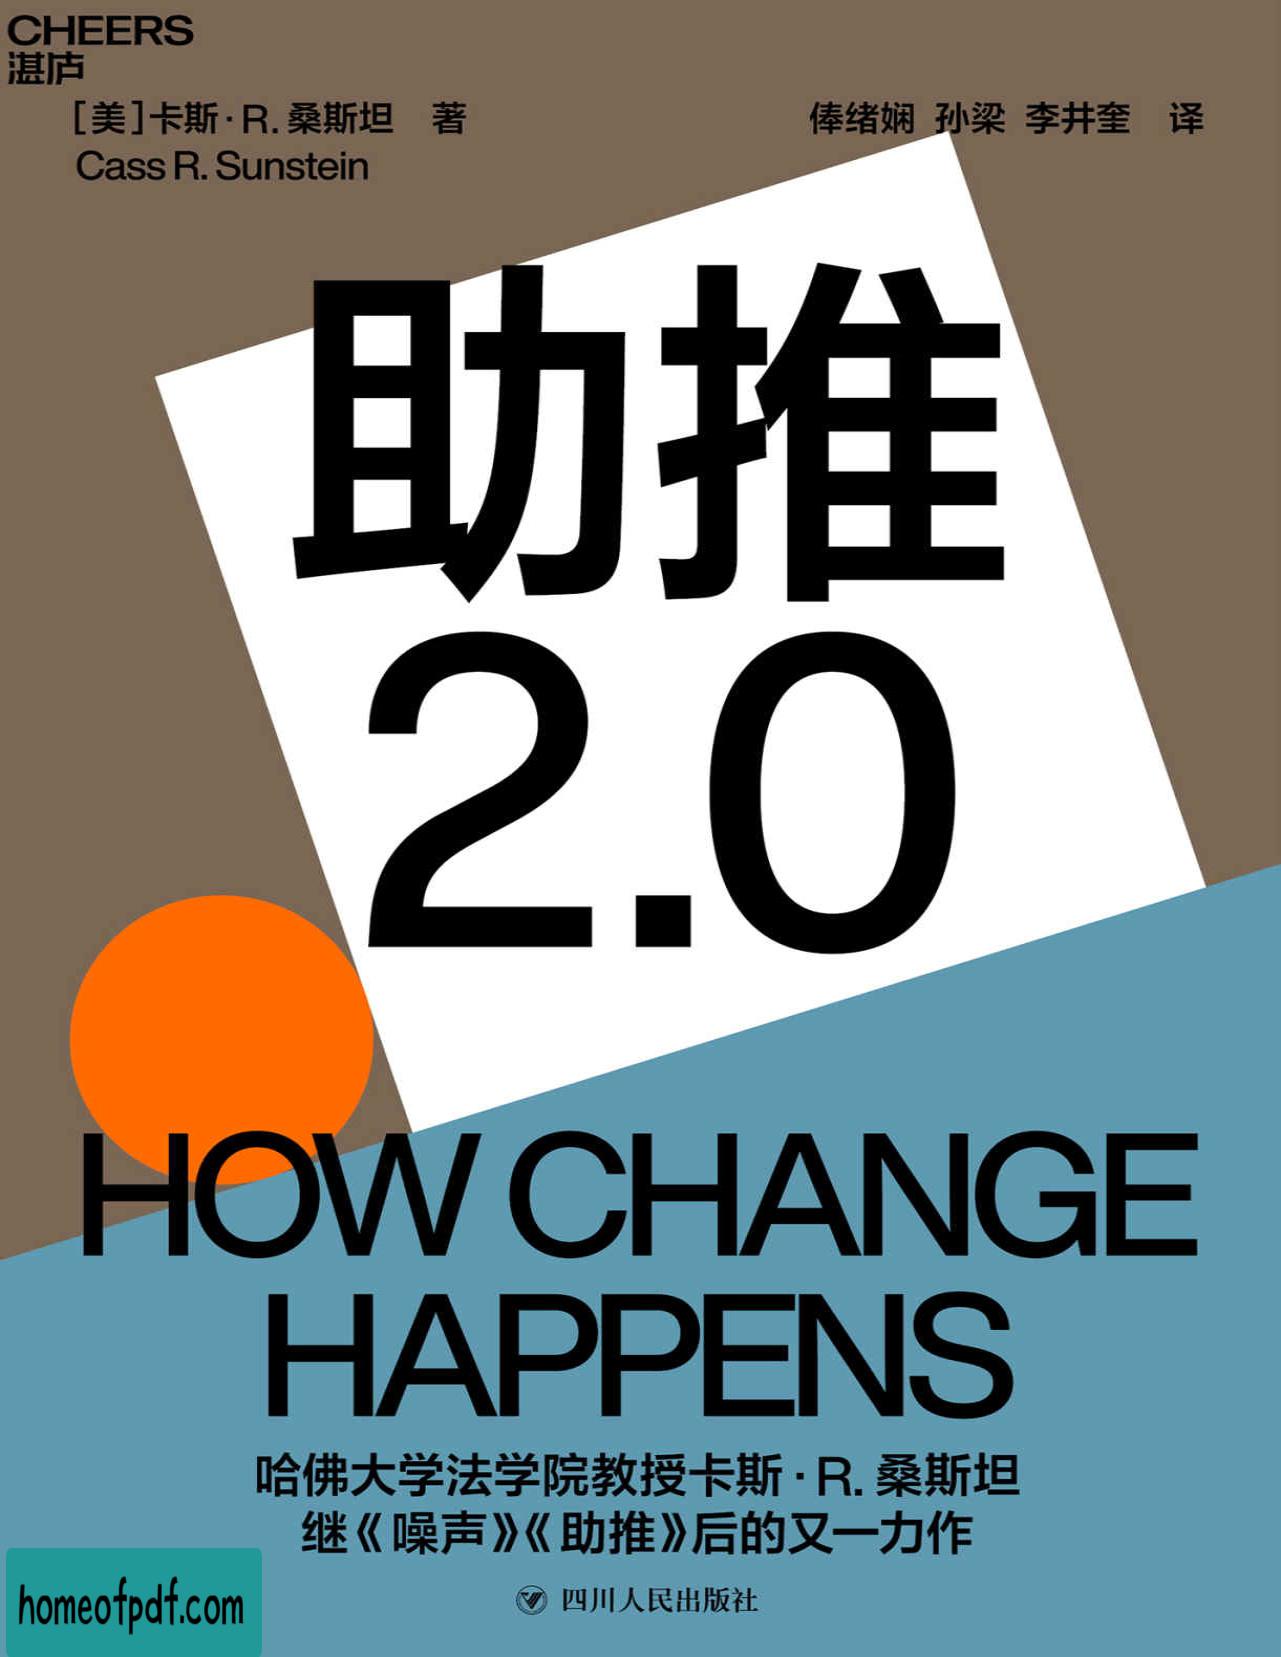 CHEERS
湛庐
[美]卡斯·R.桑斯坦 著
Cass R. Sunstein
俸绪娴 孙梁 李井奎 译
助推
2.0
HOW CHANGE
HAPPENS
哈佛大学法学院教授卡斯·R.桑斯坦
继《噪声》《助推》后的又一力作
四川人民出版社
homeofpdf.com